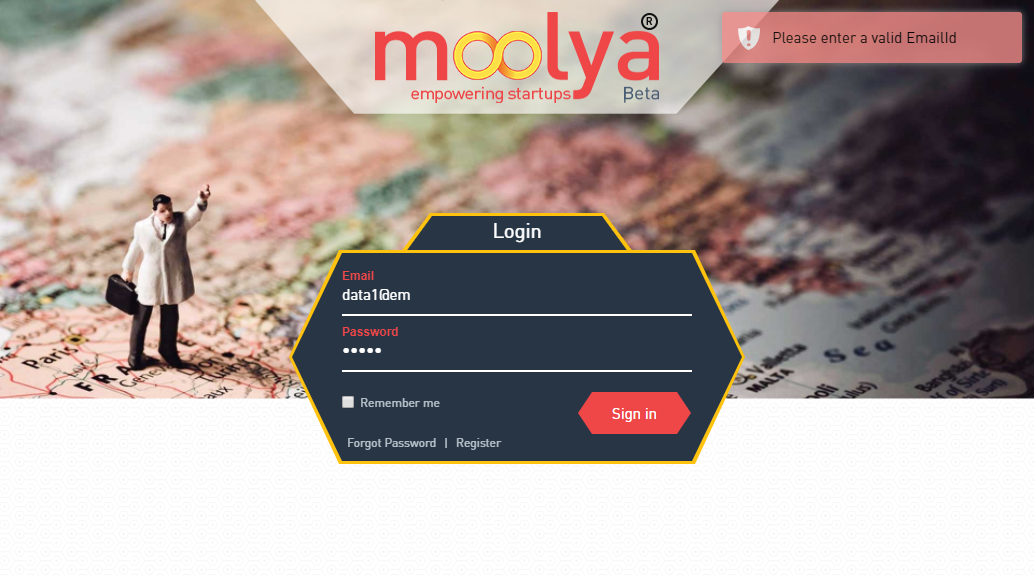 moolya®
empowering startups
Beta
Please enter a valid EmailId
Login
Email
data1@em
Password
•••••
Remember me
Sign in
Forgot Password | Register
Paris
FRA
Valletta
MALTA
Sea